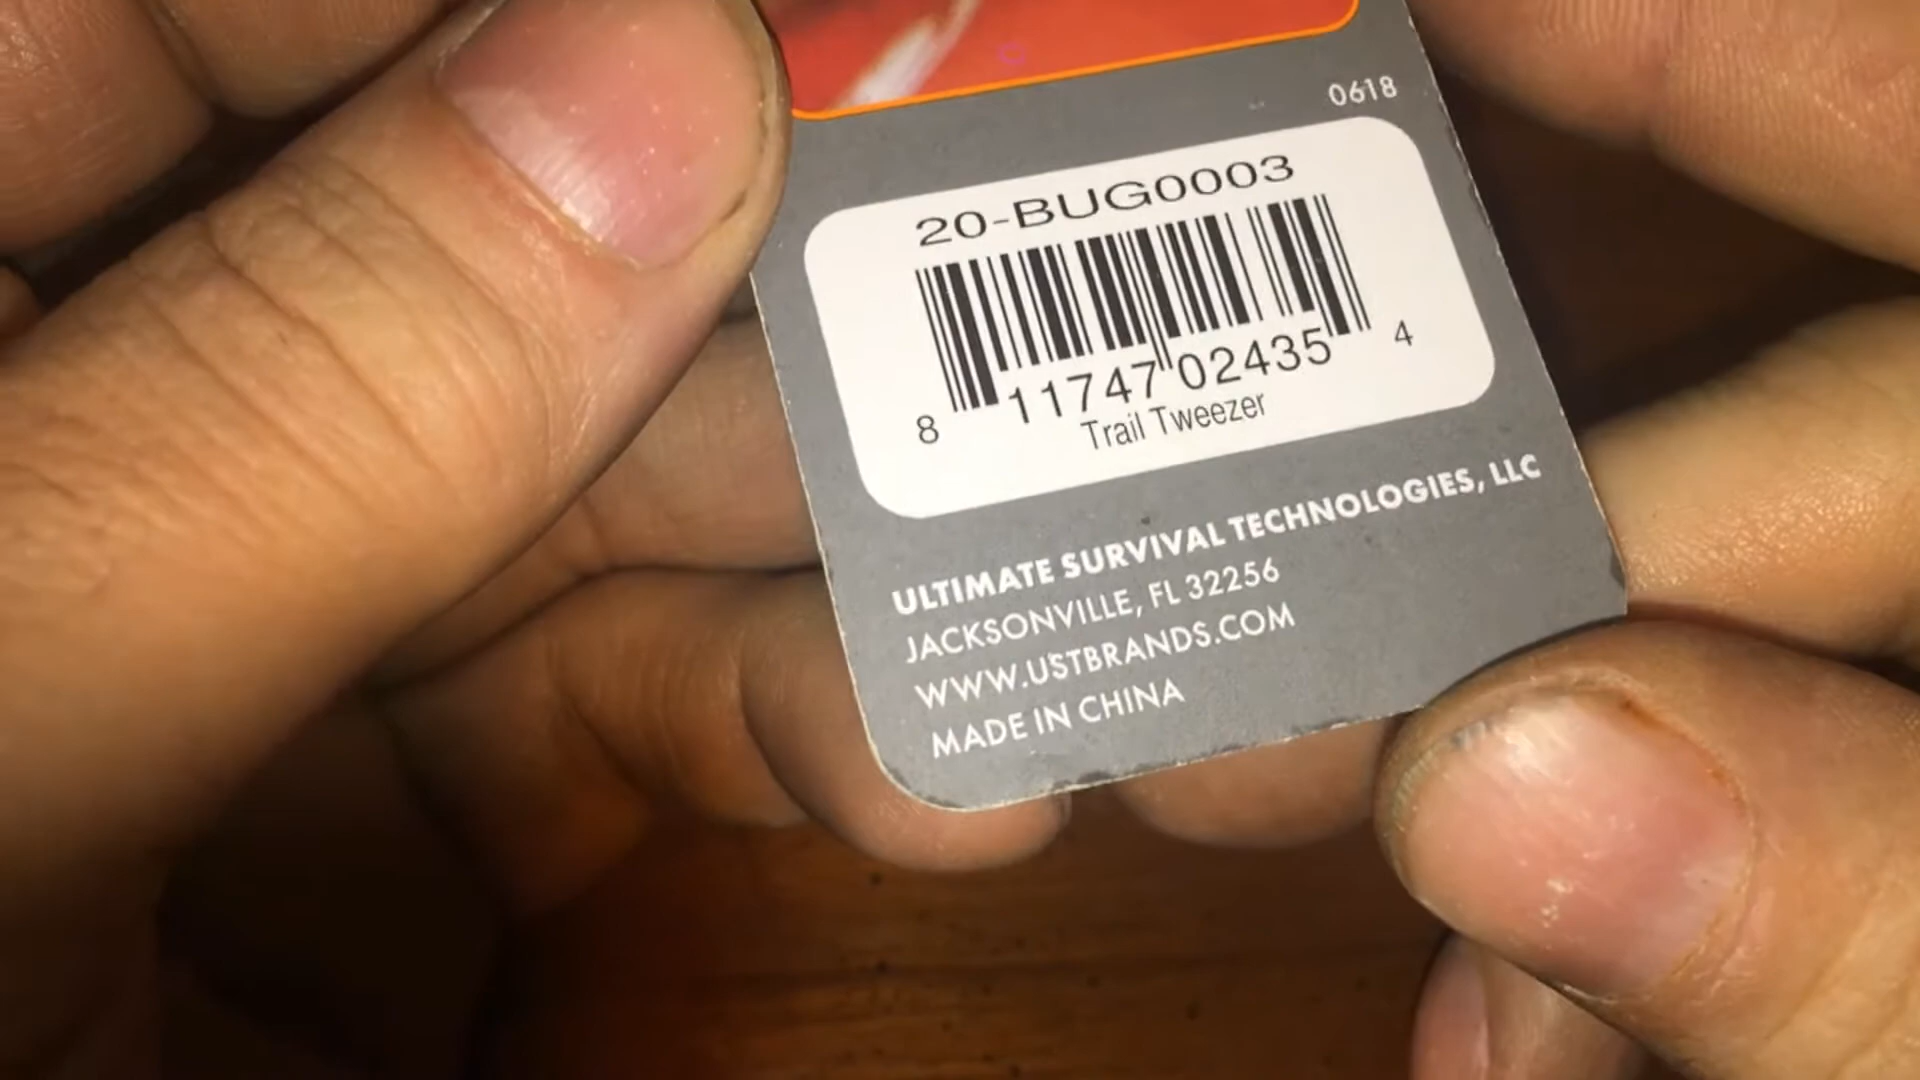 0618
20-BUG0003
8 11747 02435 4
Trail Tweezer
ULTIMATE SURVIVAL TECHNOLOGIES, LLC
JACKSONVILLE, FL 32256
WWW.USTBRANDS.COM
MADE IN CHINA